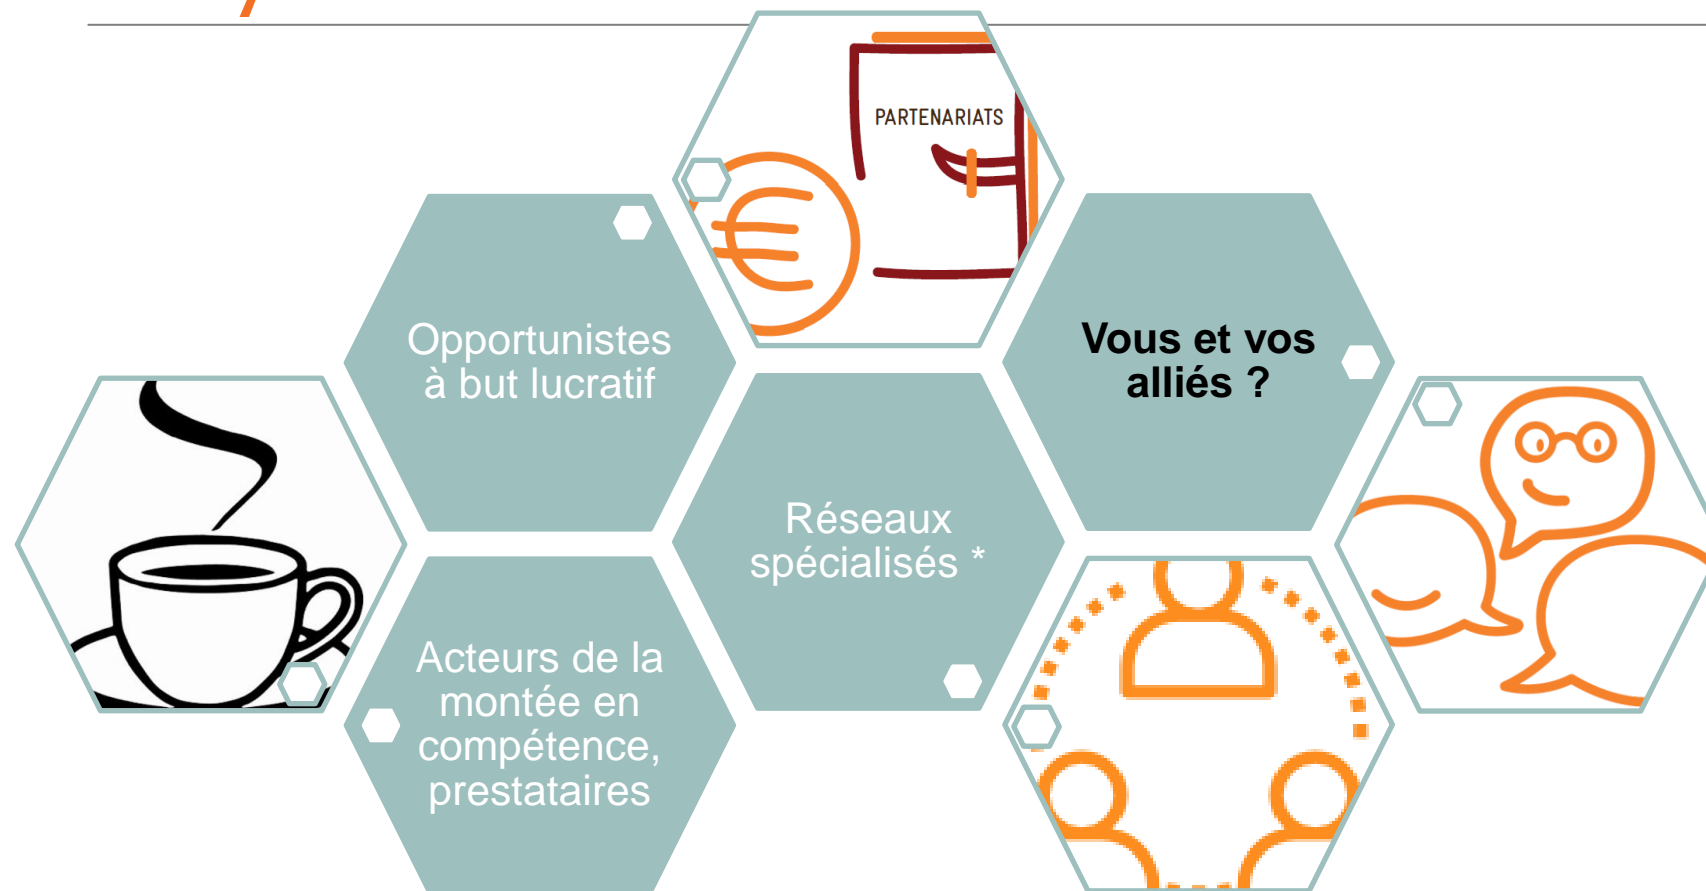 PARTENARIATS
Opportunistes
à but lucratif
Vous et vos
alliés ?
Réseaux
spécialisés *
Acteurs de la
montée en
compétence,
prestataires